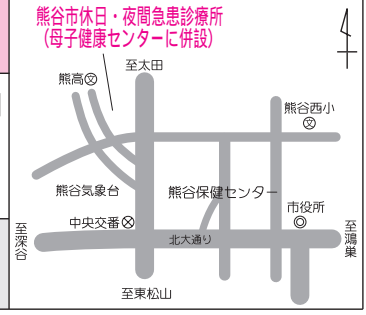 熊谷市休日・夜間急患診療所
（母子健康センターに併設）
至太田
熊高文
熊谷西小
文
熊谷気象台
熊谷保健センター
中央交番
市役所
北大通り
至深谷
至鴻巣
至東松山